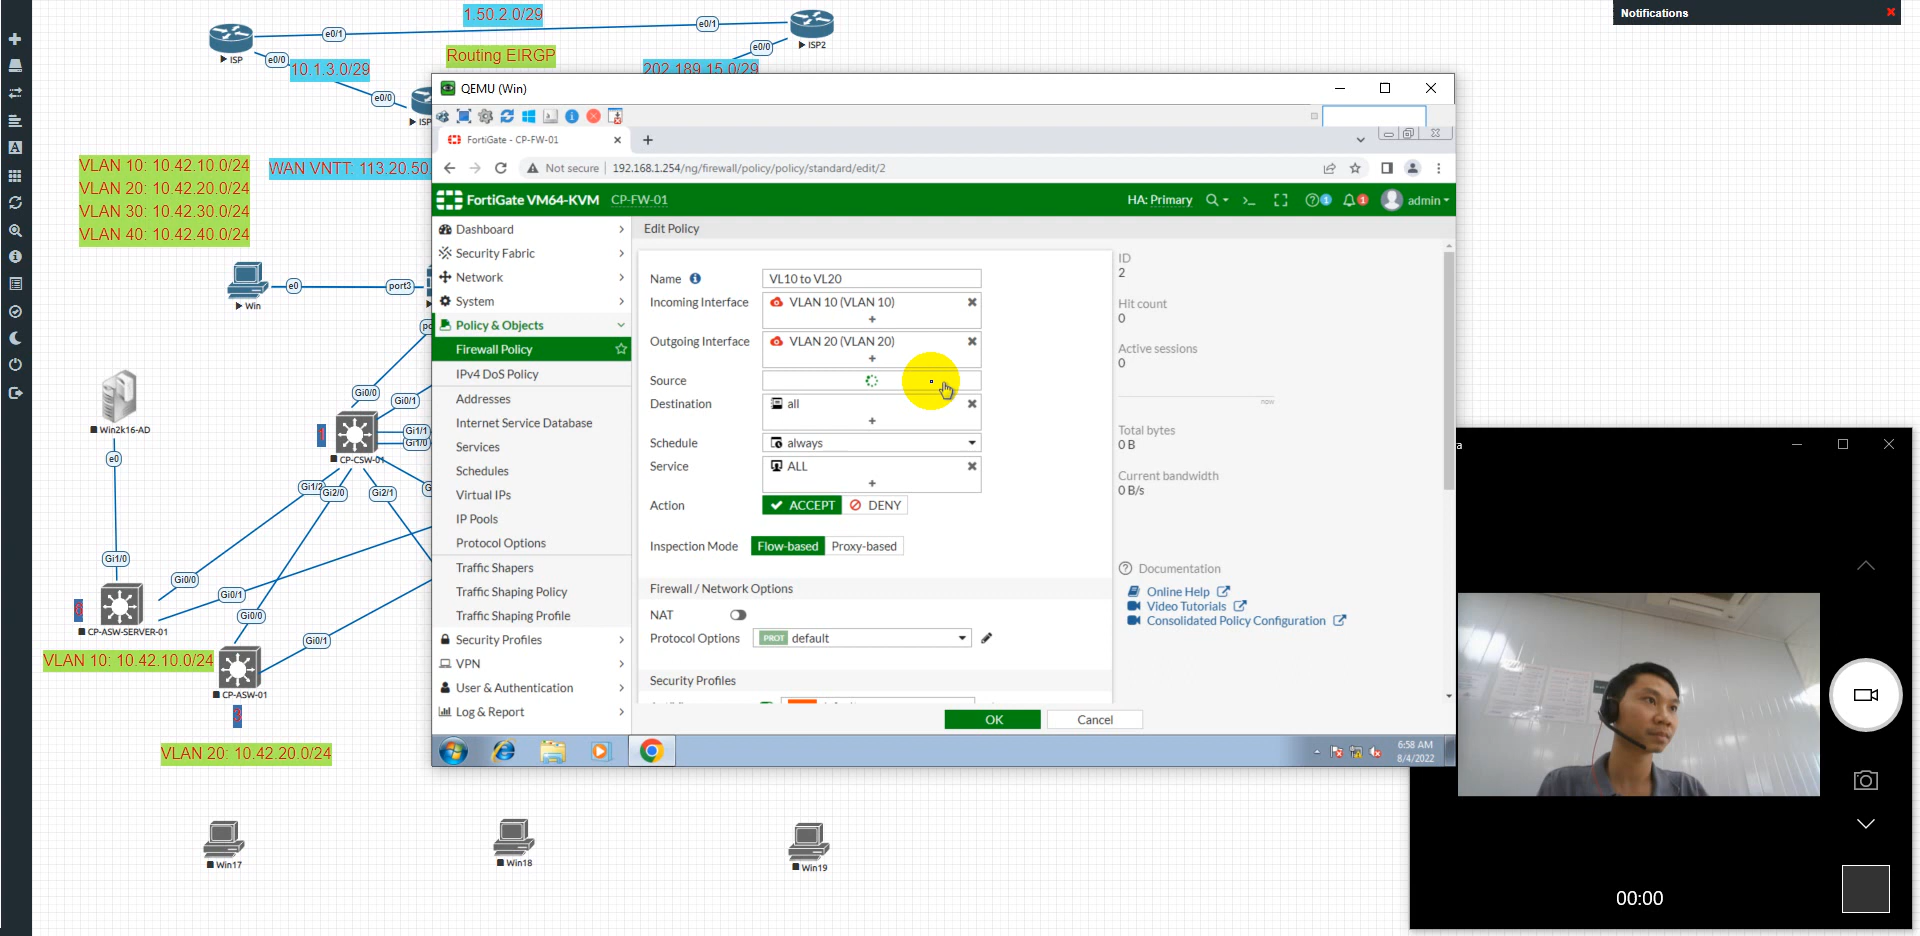 Notifications
1.50.2.0/29
e0/1
e0/1
ISP
ISP2
e0/0
e0/0
Routing EIRGP
10.1.3.0/29
202.189.15.0/29
e0/0
ISP
VLAN 10: 10.42.10.0/24
VLAN 20: 10.42.20.0/24
VLAN 30: 10.42.30.0/24
VLAN 40: 10.42.40.0/24
WAN VNTT: 113.20.50.
Win
e0
port3
Win2k16-AD
e0
Gi0/0
Gi0/1
Gi1/1
Gi1/0
1
CP-CSW-01
Gi1/2
Gi2/0
Gi2/1
Gi1/0
Gi0/0
Gi0/1
CP-ASW-SERVER-01
Gi0/0
Gi0/1
VLAN 10: 10.42.10.0/24
CP-ASW-01
3
VLAN 20: 10.42.20.0/24
Win17
Win18
Win19
QEMU (Win)
FortiGate - CP-FW-01
Not secure
192.168.1.254/ng/firewall/policy/policy/standard/edit/2
FortiGate VM64-KVM
CP-FW-01
HA: Primary
1
1
admin
Dashboard
Security Fabric
Network
System
Policy & Objects
Firewall Policy
IPv4 DoS Policy
Addresses
Internet Service Database
Services
Schedules
Virtual IPs
IP Pools
Protocol Options
Traffic Shapers
Traffic Shaping Policy
Traffic Shaping Profile
Security Profiles
VPN
User & Authentication
Log & Report
Edit Policy
Name VL10 to VL20
Incoming Interface VLAN 10 (VLAN 10)
+
Outgoing Interface VLAN 20 (VLAN 20)
+
Source
Destination all
+
Schedule always
Service ALL
+
Action ACCEPT DENY
Inspection Mode Flow-based Proxy-based
Firewall / Network Options
NAT
Protocol Options PROT default
Security Profiles
OK
Cancel
ID
2
Hit count
0
Active sessions
0
now
Total bytes
0 B
Current bandwidth
0 B/s
Documentation
Online Help
Video Tutorials
Consolidated Policy Configuration
6:58 AM
8/4/2022
a
00:00